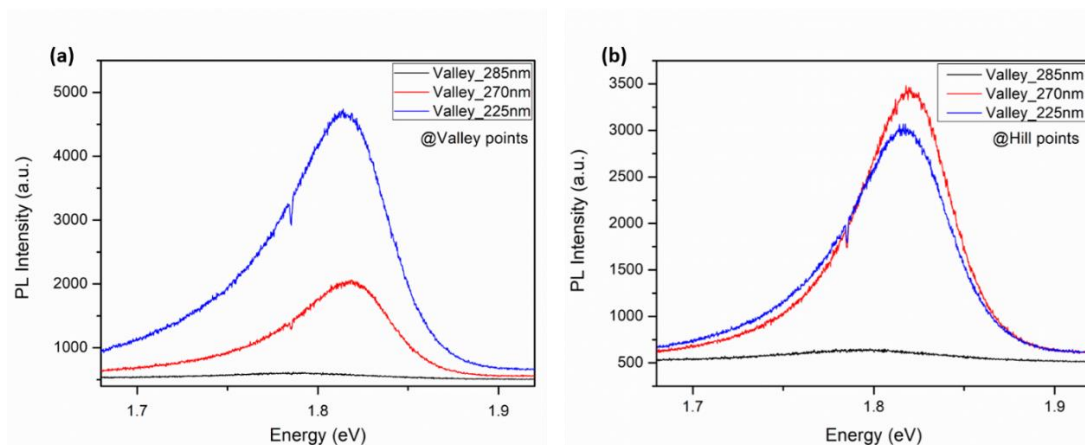 (a)
Valley_285nm
Valley_270nm
Valley_225nm
@Valley points
5000
4000
3000
2000
1000
PL Intensity (a.u.)
1.7
1.8
1.9
Energy (eV)
(b)
Valley_285nm
Valley_270nm
Valley_225nm
@Hill points
3500
3000
2500
2000
1500
1000
500
PL Intensity (a.u.)
1.7
1.8
1.9
Energy (eV)